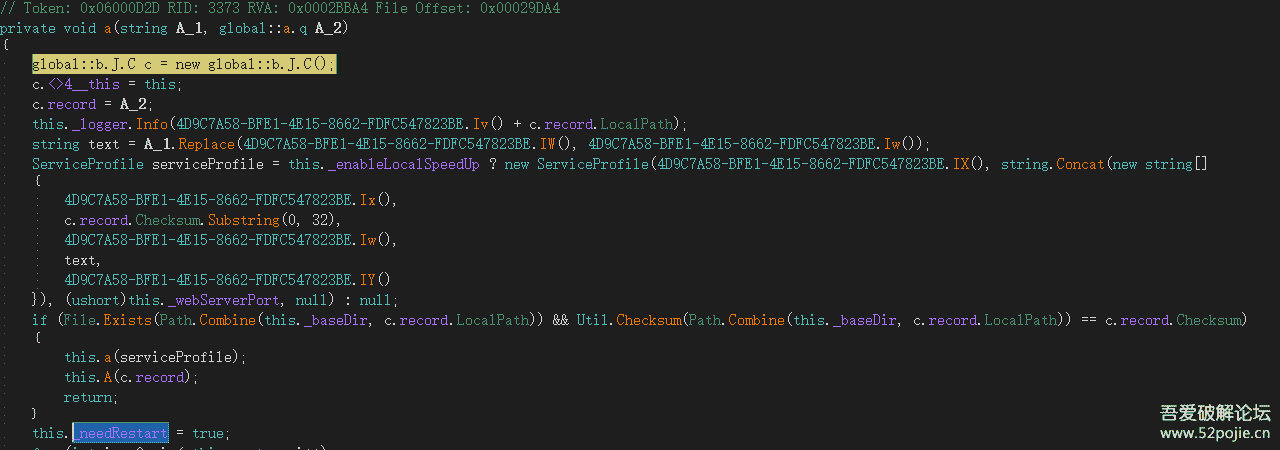 // Token: 0x06000D2D RID: 3373 RVA: 0x0002BBA4 File Offset: 0x00029DA4
private void a(string A_1, global::a.q A_2)
{
global::b.J.C c = new global::b.J.C();
c.<>4__this = this;
c.record = A_2;
this._logger.Info(4D9C7A58-BFE1-4E15-8662-FDFC547823BE.Iv() + c.record.LocalPath);
string text = A_1.Replace(4D9C7A58-BFE1-4E15-8662-FDFC547823BE.IW(), 4D9C7A58-BFE1-4E15-8662-FDFC547823BE.Iw());
ServiceProfile serviceProfile = this._enableLocalSpeedUp ? new ServiceProfile(4D9C7A58-BFE1-4E15-8662-FDFC547823BE.IX(), string.Concat(new string[]
{
4D9C7A58-BFE1-4E15-8662-FDFC547823BE.Ix(),
c.record.Checksum.Substring(0, 32),
4D9C7A58-BFE1-4E15-8662-FDFC547823BE.Iw(),
text,
4D9C7A58-BFE1-4E15-8662-FDFC547823BE.IY()
}), (ushort)this._webServerPort, null) : null;
if (File.Exists(Path.Combine(this._baseDir, c.record.LocalPath)) && Util.Checksum(Path.Combine(this._baseDir, c.record.LocalPath)) == c.record.Checksum)
{
this.a(serviceProfile);
this.A(c.record);
return;
}
this._needRestart = true;
吾爱破解论坛
www.52pojie.cn